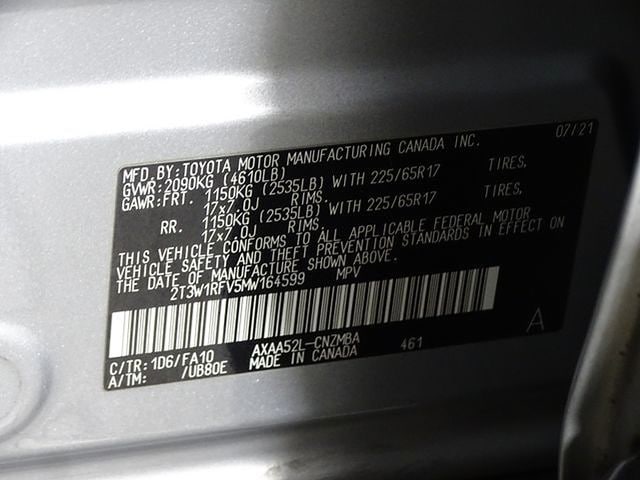 07/21
MFD.BY:TOYOTA MOTOR MANUFACTURING CANADA INC.
GVWR:2090KG (4610LB)
GAWR:FRT. 1150KG (2535LB) WITH 225/65R17 TIRES,
17x7.0J RIMS.
RR. 1150KG (2535LB) WITH 225/65R17 TIRES,
17x7.0J RIMS.
THIS VEHICLE CONFORMS TO ALL APPLICABLE FEDERAL MOTOR
VEHICLE SAFETY AND THEFT PREVENTION STANDARDS IN EFFECT ON
THE DATE OF MANUFACTURE SHOWN ABOVE.
2T3W1RFV5MW164599 MPV
C/TR:1D6/FA10 AXAA52L-CNZMBA 461 A
A/TM: /UB80E MADE IN CANADA